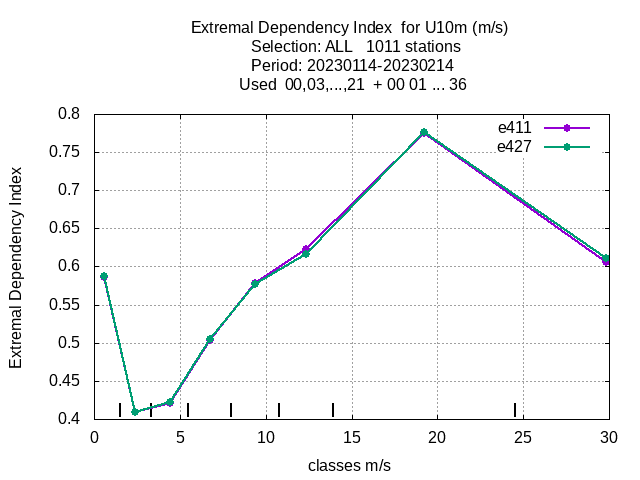 Extremal Dependency Index  for U10m (m/s)
Selection: ALL   1011 stations
Period: 20230114-20230214
Used  00,03,...,21  + 00 01 ... 36
e411
e427
Extremal Dependency Index
0.8
0.75
0.7
0.65
0.6
0.55
0.5
0.45
0.4
0 5 10 15 20 25 30
classes m/s